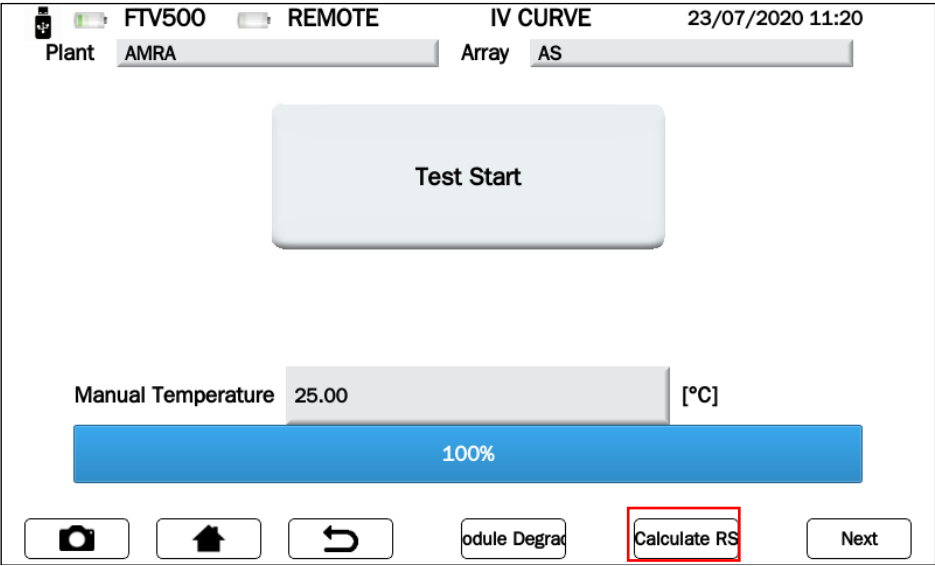 FTV500 REMOTE IV CURVE 23/07/2020 11:20
Plant AMRA Array AS
Test Start
Manual Temperature 25.00 [°C]
100%
odule Degrad Calculate RS Next